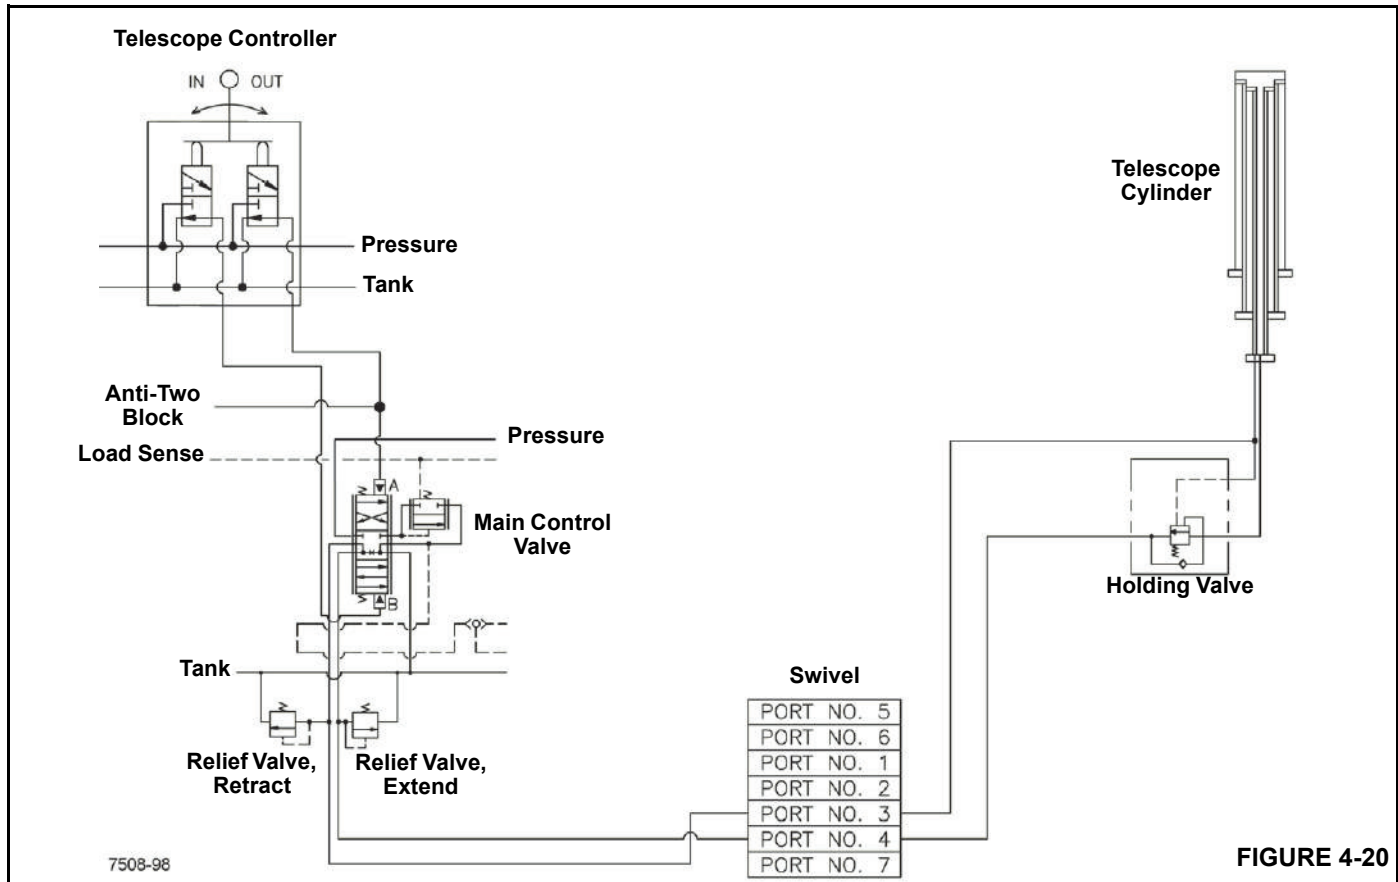 Telescope Controller
IN OUT
Pressure
Tank
Anti-Two
Block
Load Sense
Pressure
A
Main Control
Valve
B
Tank
Relief Valve,
Retract
Relief Valve,
Extend
Telescope
Cylinder
Holding Valve
Swivel
PORT NO. 5
PORT NO. 6
PORT NO. 1
PORT NO. 2
PORT NO. 3
PORT NO. 4
PORT NO. 7
7508-98
FIGURE 4-20